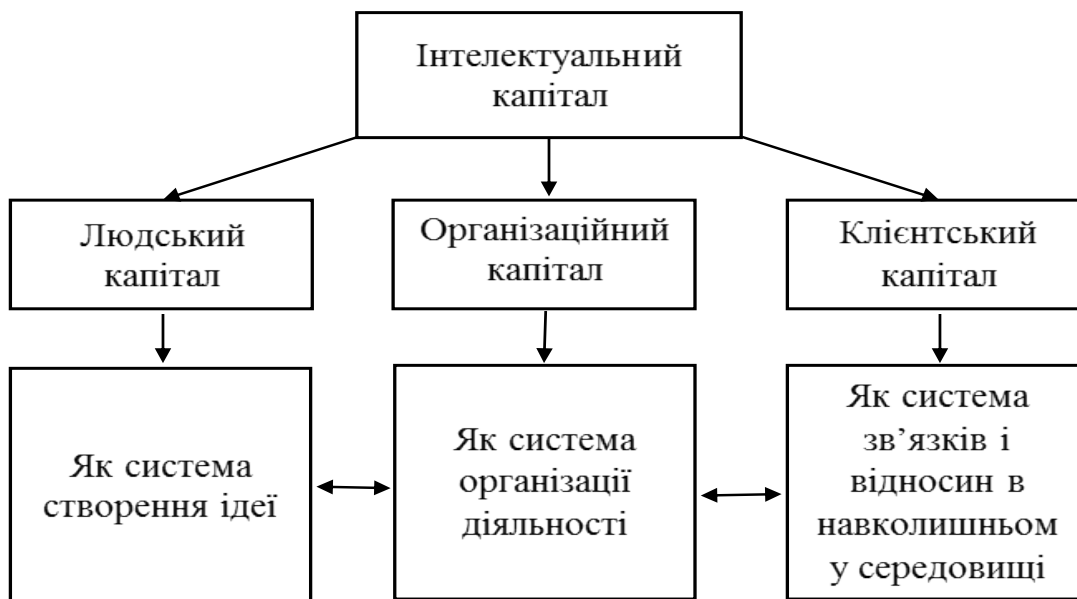 Інтелектуальний
капітал
Людський
капітал
Організаційний
капітал
Клієнтський
капітал
Як система
створення ідеї
Як система
організації
діяльності
Як система
зв’язків і
відносин в
навколишньом
у середовищі